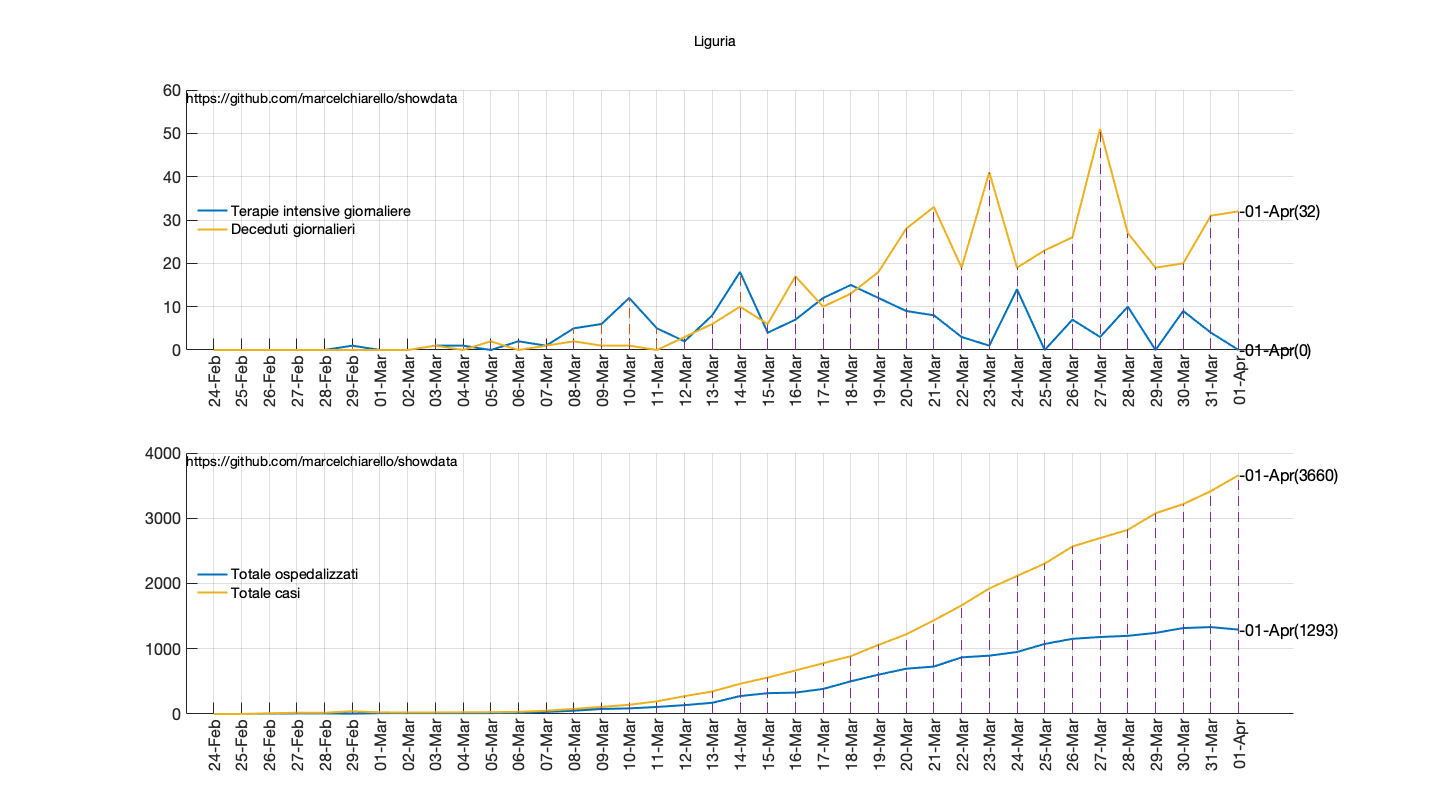 Liguria
https://github.com/marcelchiarello/showdata
60
50
40
30
20
10
0
Terapie intensive giornaliere
Deceduti giornalieri
-01-Apr(32)
-01-Apr(0)
24-Feb
25-Feb
26-Feb
27-Feb
28-Feb
29-Feb
01-Mar
02-Mar
03-Mar
04-Mar
05-Mar
06-Mar
07-Mar
08-Mar
09-Mar
10-Mar
11-Mar
12-Mar
13-Mar
14-Mar
15-Mar
16-Mar
17-Mar
18-Mar
19-Mar
20-Mar
21-Mar
22-Mar
23-Mar
24-Mar
25-Mar
26-Mar
27-Mar
28-Mar
29-Mar
30-Mar
31-Mar
01-Apr
https://github.com/marcelchiarello/showdata
4000
3000
2000
1000
0
Totale ospedalizzati
Totale casi
-01-Apr(3660)
-01-Apr(1293)
24-Feb
25-Feb
26-Feb
27-Feb
28-Feb
29-Feb
01-Mar
02-Mar
03-Mar
04-Mar
05-Mar
06-Mar
07-Mar
08-Mar
09-Mar
10-Mar
11-Mar
12-Mar
13-Mar
14-Mar
15-Mar
16-Mar
17-Mar
18-Mar
19-Mar
20-Mar
21-Mar
22-Mar
23-Mar
24-Mar
25-Mar
26-Mar
27-Mar
28-Mar
29-Mar
30-Mar
31-Mar
01-Apr